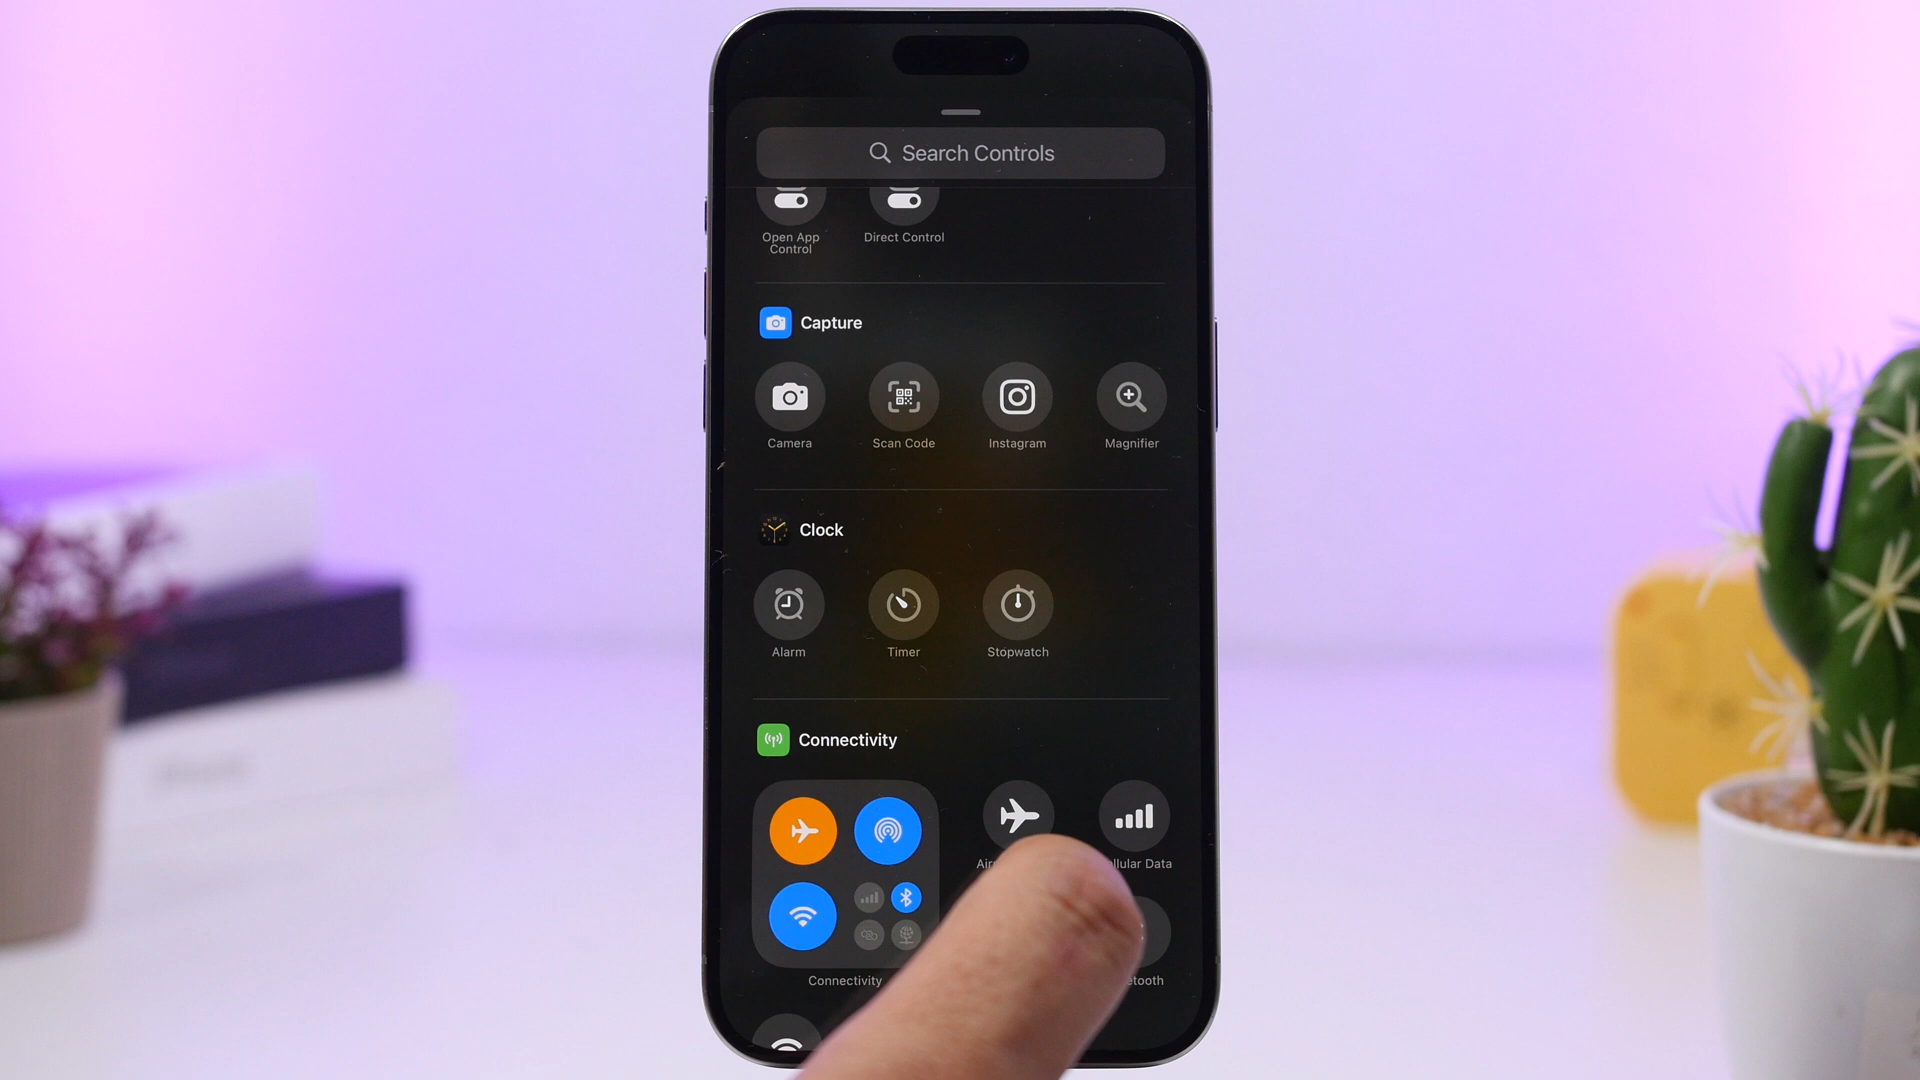 Search Controls
Open App
Control
Direct Control
Capture
Camera
Scan Code
Instagram
Magnifier
Clock
Alarm
Timer
Stopwatch
Connectivity
Connectivity